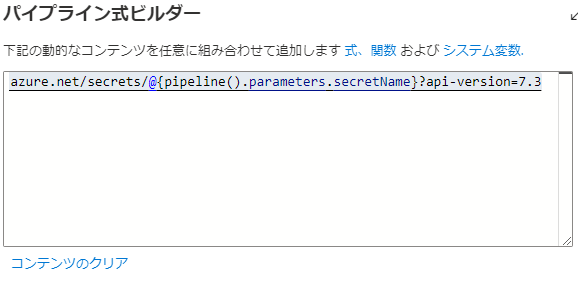 パイプライン式ビルダー
下記の動的なコンテンツを任意に組み合わせて追加します 式、関数 および システム変数.
azure.net/secrets/@{pipeline().parameters.secretName}?api-version=7.3
コンテンツのクリア